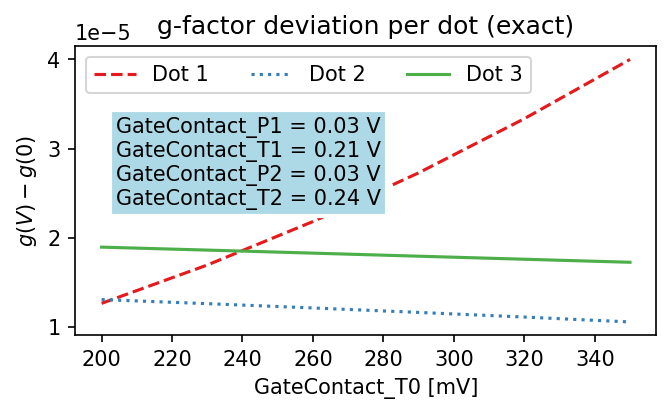 g-factor deviation per dot (exact)
1e−5
Dot 1 Dot 2 Dot 3
GateContact_P1 = 0.03 V
GateContact_T1 = 0.21 V
GateContact_P2 = 0.03 V
GateContact_T2 = 0.24 V
g(V) − g(0)
4
3
2
1
200 220 240 260 280 300 320 340
GateContact_T0 [mV]